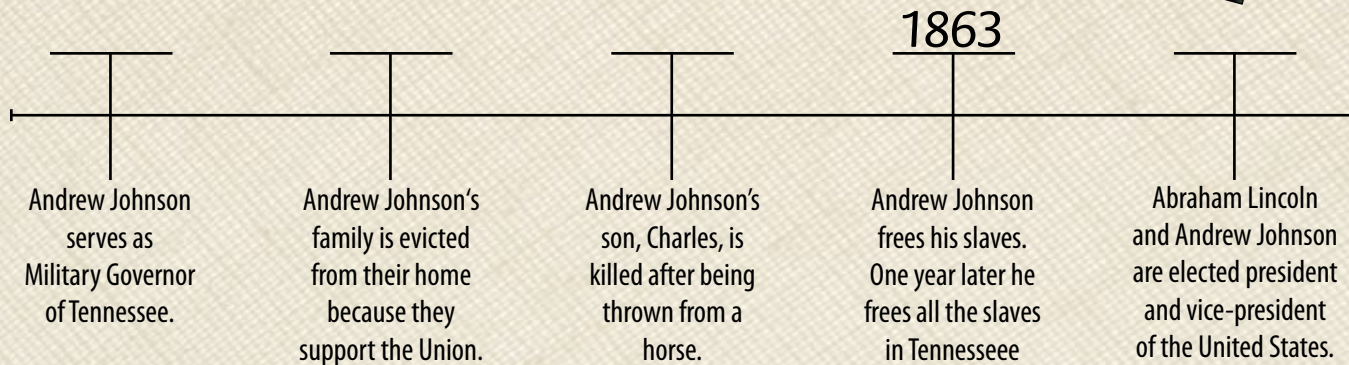 1863
Andrew Johnson
serves as
Military Governor
of Tennessee.
Andrew Johnson‘s
family is evicted
from their home
because they
support the Union.
Andrew Johnson’s
son, Charles, is
killed after being
thrown from a
horse.
Andrew Johnson
frees his slaves.
One year later he
frees all the slaves
in Tennesseee
Abraham Lincoln
and Andrew Johnson
are elected president
and vice-president
of the United States.